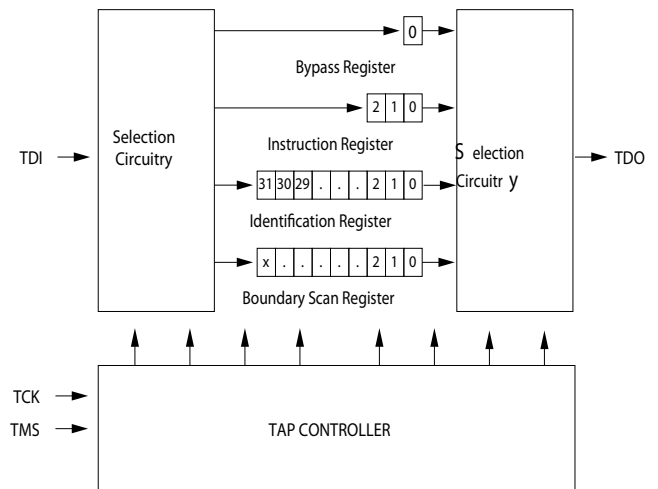 0
Bypass Register
2 1 0
Selection
Circuitry
Instruction Register
TDI
S election
Circuitr y
TDO
31 30 29 . . . 2 1 0
Identification Register
x . . . . . 2 1 0
Boundary Scan Register
TCK
TMS
TAP CONTROLLER